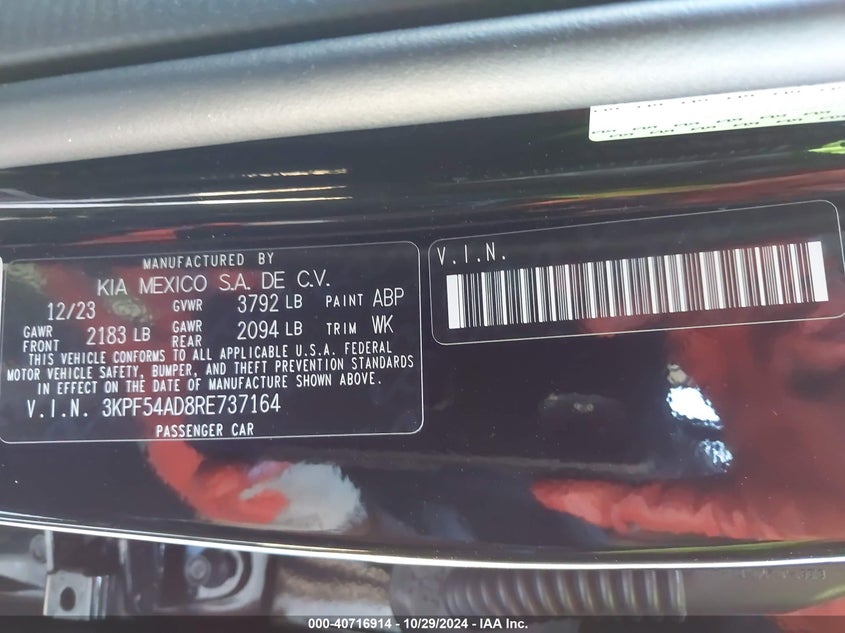 MANUFACTURED BY
KIA MEXICO S.A. DE C.V.
12/23 GVWR 3792 LB PAINT ABP
GAWR FRONT 2183 LB GAWR REAR 2094 LB TRIM WK
THIS VEHICLE CONFORMS TO ALL APPLICABLE U.S.A. FEDERAL
MOTOR VEHICLE SAFETY, BUMPER, AND THEFT PREVENTION STANDARDS
IN EFFECT ON THE DATE OF MANUFACTURE SHOWN ABOVE.
V.I.N. 3KPF54AD8RE737164
PASSENGER CAR
V.I.N.
000-40716914 - 10/29/2024 - IAA Inc.